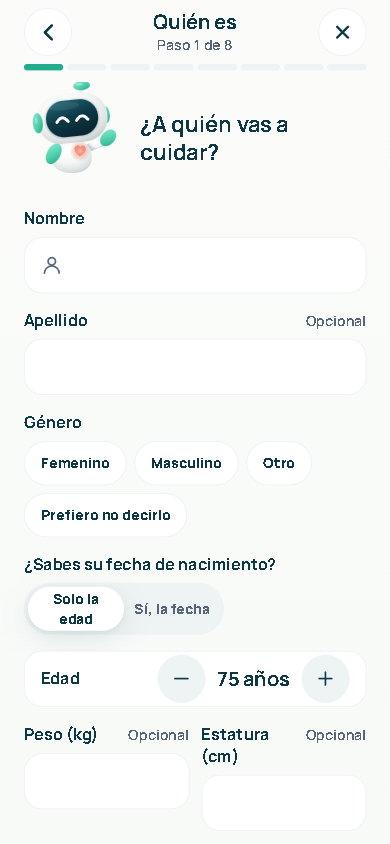 Quién es
Paso 1 de 8
¿A quién vas a
cuidar?
Nombre
Apellido
Opcional
Género
Femenino
Masculino
Otro
Prefiero no decirlo
¿Sabes su fecha de nacimiento?
Solo la
edad
Sí, la fecha
Edad
75 años
Peso (kg)
Opcional
Estatura
(cm)
Opcional